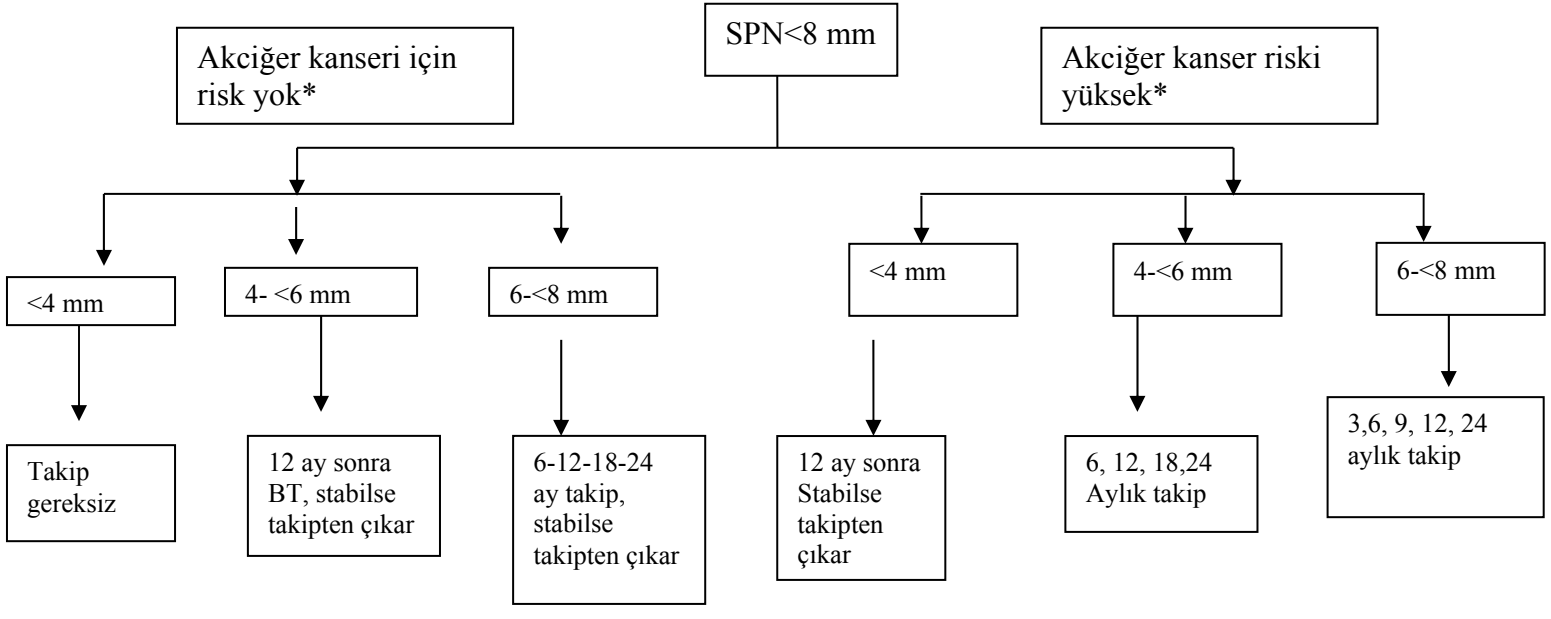 SPN<8 mm
Akciğer kanseri için
risk yok*
Akciğer kanser riski
yüksek*
<4 mm
4- <6 mm
6-<8 mm
<4 mm
4-<6 mm
6-<8 mm
Takip
gereksiz
12 ay sonra
BT, stabilse
takipten çıkar
6-12-18-24
ay takip,
stabilse
takipten çıkar
12 ay sonra
Stabilse
takipten
çıkar
6, 12, 18,24
Aylık takip
3,6, 9, 12, 24
aylık takip